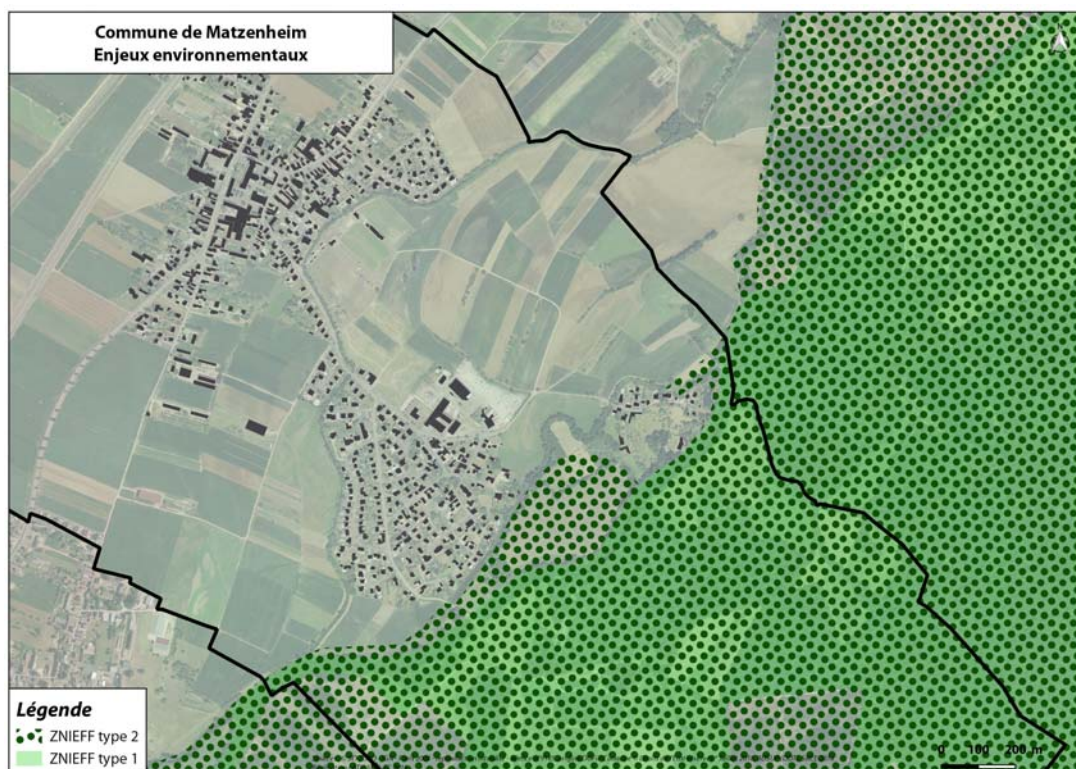 Commune de Matzenheim
Enjeux environnementaux
Légende
ZNIEFF type 2
ZNIEFF type 1
0 100 200 m